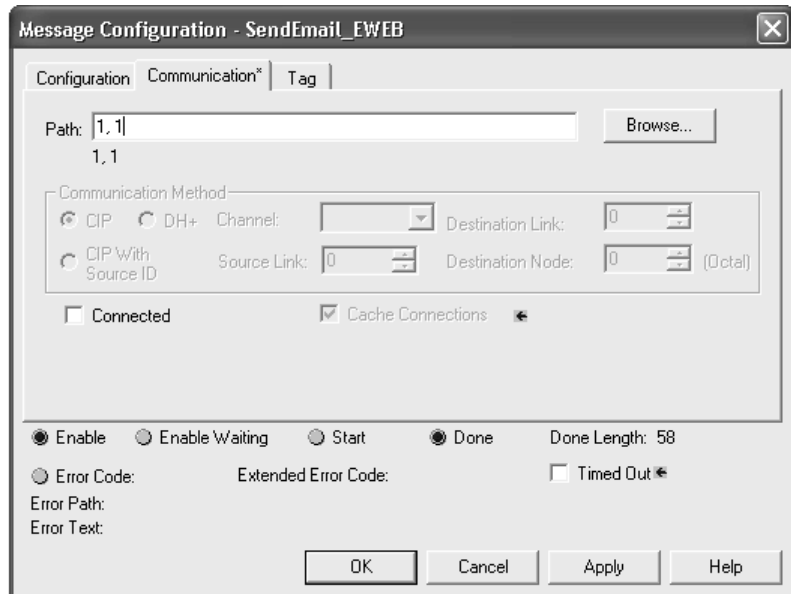 Message Configuration - SendEmail_EWEB
Configuration Communication* Tag
Path: 1, 1 Browse...
1, 1
Communication Method
CIP DH+ Channel: Destination Link: 0
CIP With Source ID Source Link: 0 Destination Node: 0 (Octal)
Connected Cache Connections
Enable Enable Waiting Start Done Done Length: 58
Error Code: Extended Error Code: Timed Out
Error Path:
Error Text:
OK Cancel Apply Help